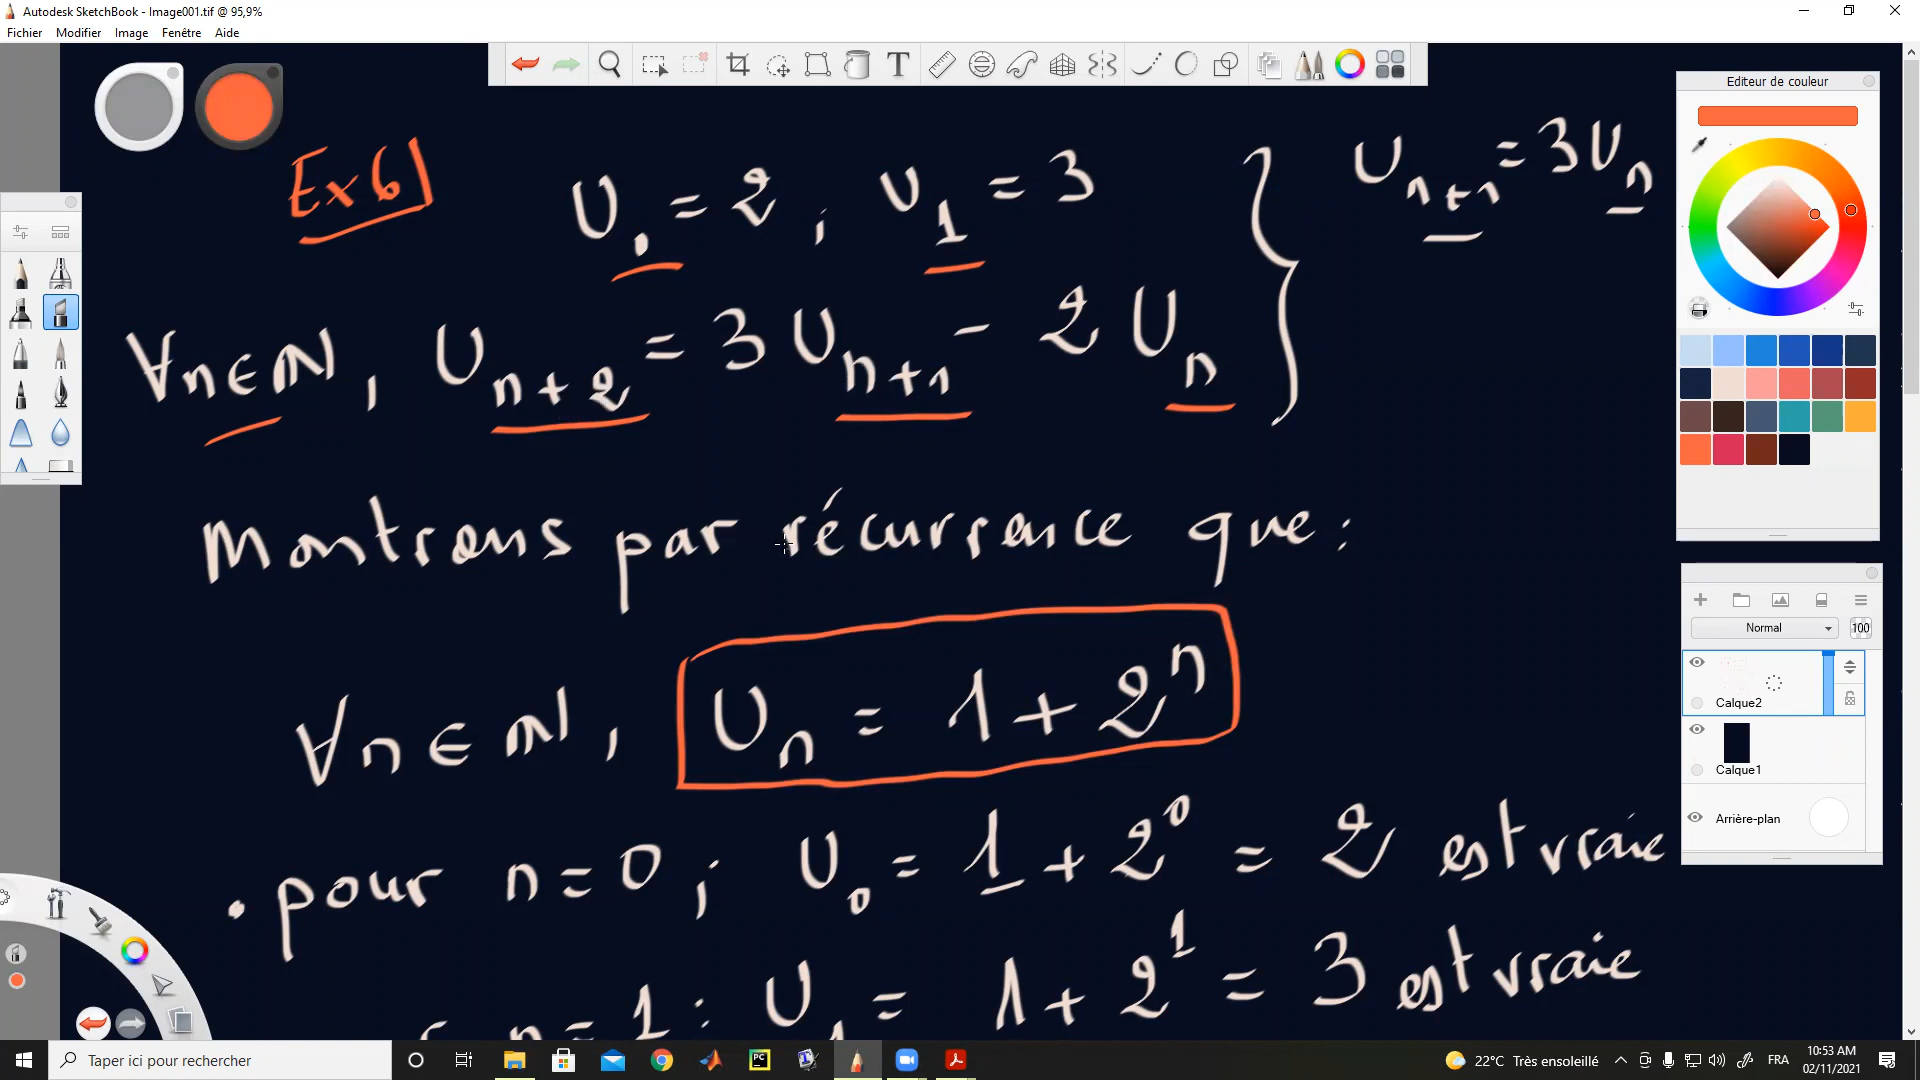 Autodesk SketchBook - Image001.tif @ 95,9%
Fichier Modifier Image Fenêtre Aide
Editeur de couleur
Ex6
U₀ = 2 ; U₁ = 3
Uₙ₊₁ = 3Uₙ
∀n∈ℕ, Uₙ₊₂ = 3Uₙ₊₁ - 2Uₙ
Montrons par récurrence que :
∀n∈ℕ, Uₙ = 1 + 2ⁿ
• pour n = 0 ; U₀ = 1 + 2⁰ = 2 est vraie
n = 1 : U₁ = 1 + 2¹ = 3 est vraie
Normal 100
Calque2
Calque1
Arrière-plan
Taper ici pour rechercher
PC
22°C Très ensoleillé
FRA
10:53 AM
02/11/2021